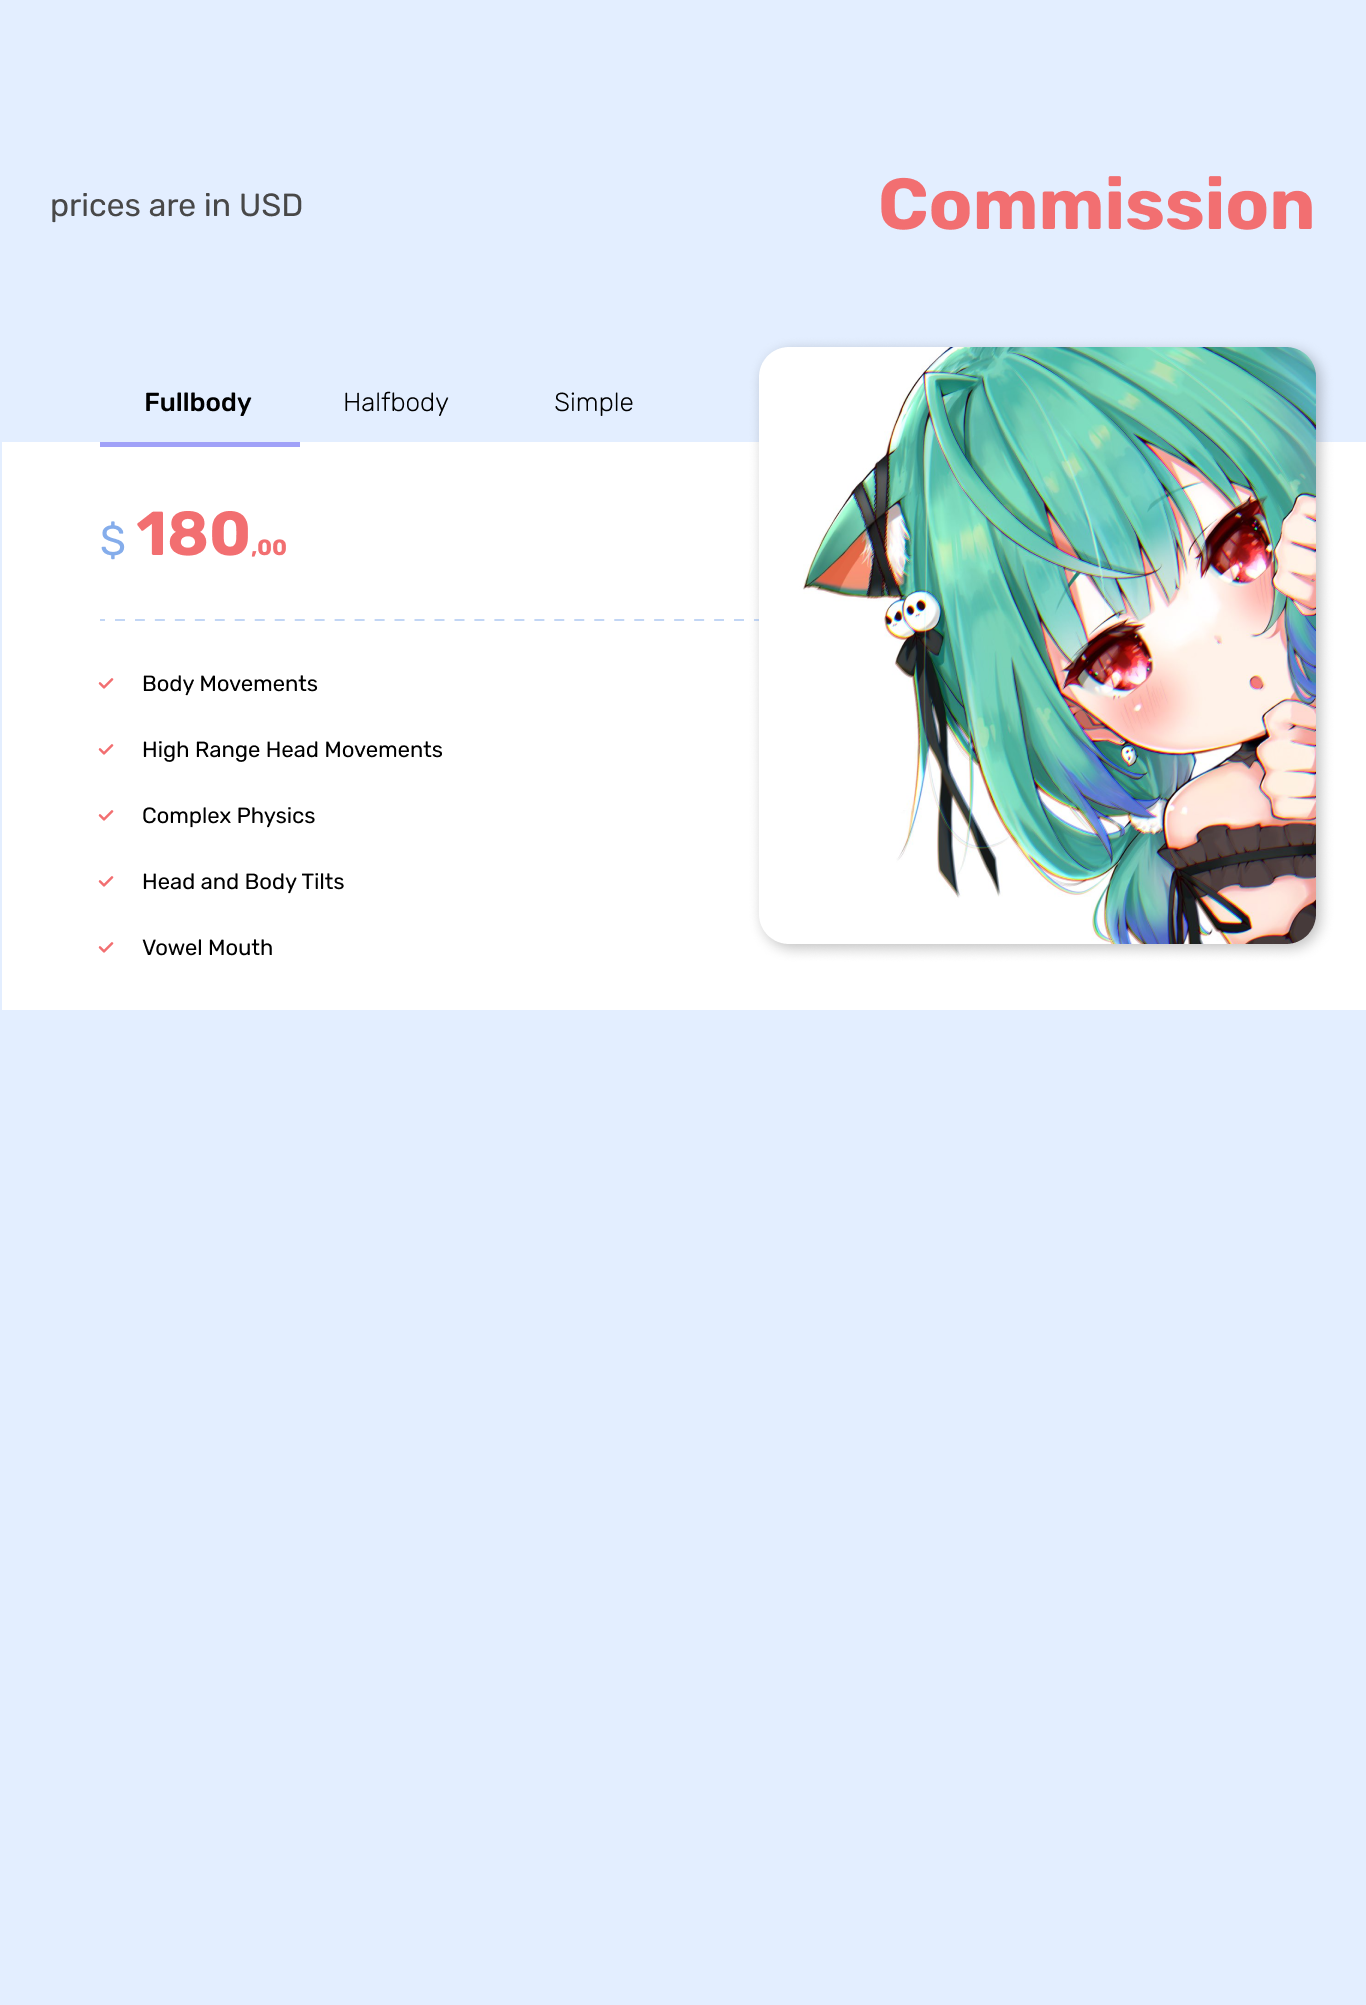 prices are in USD
Commission
Fullbody
Halfbody
Simple
$ 180,00
Body Movements
High Range Head Movements
Complex Physics
Head and Body Tilts
Vowel Mouth